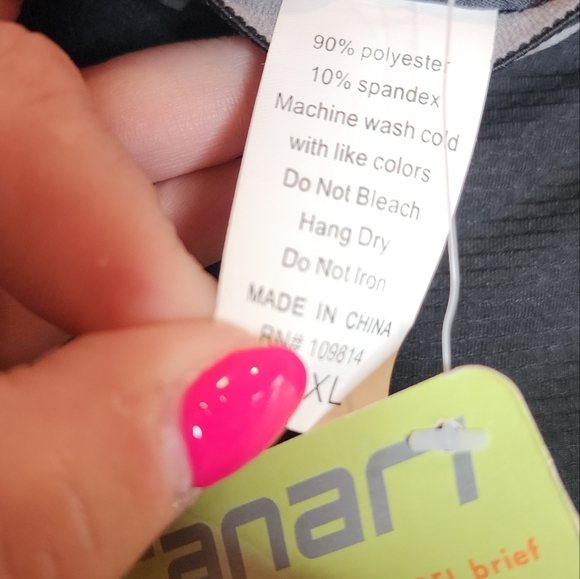 90% polyester
10% spandex
Machine wash cold
with like colors
Do Not Bleach
Hang Dry
Do Not Iron
MADE IN CHINA
RN# 109814
XL
brief